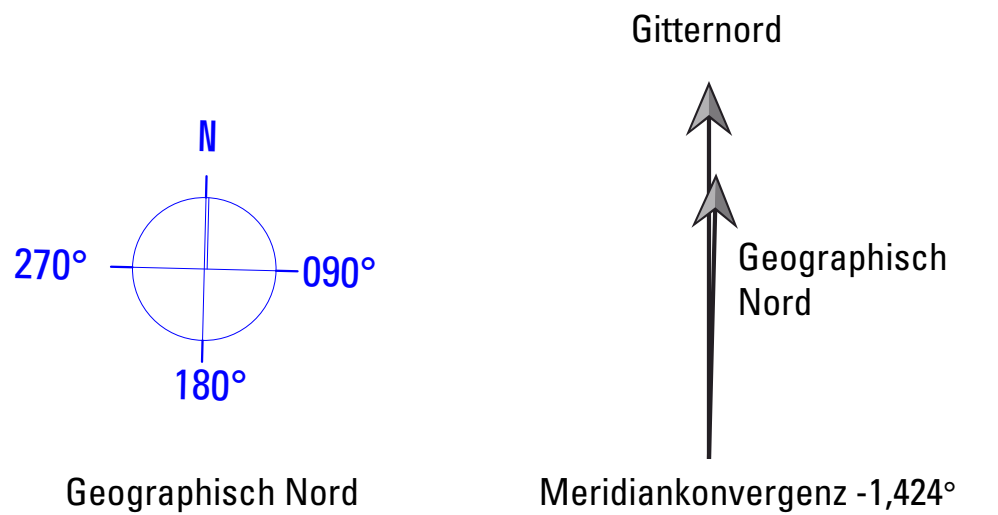 Gitternord
N
270°
090°
180°
Geographisch
Nord
Geographisch Nord
Meridiankonvergenz -1,424°